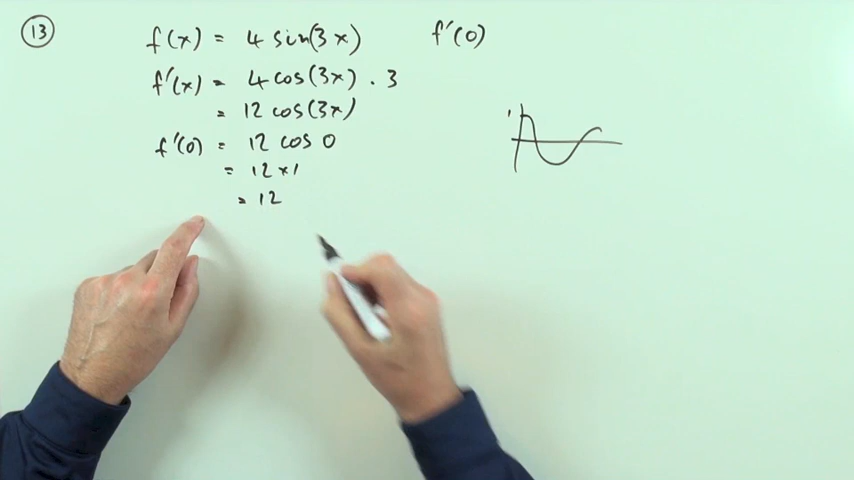 13
f(x) = 4 sin(3x) f'(0)
f'(x) = 4 cos(3x) . 3
= 12 cos(3x)
f'(0) = 12 cos 0
= 12 × 1
= 12
1